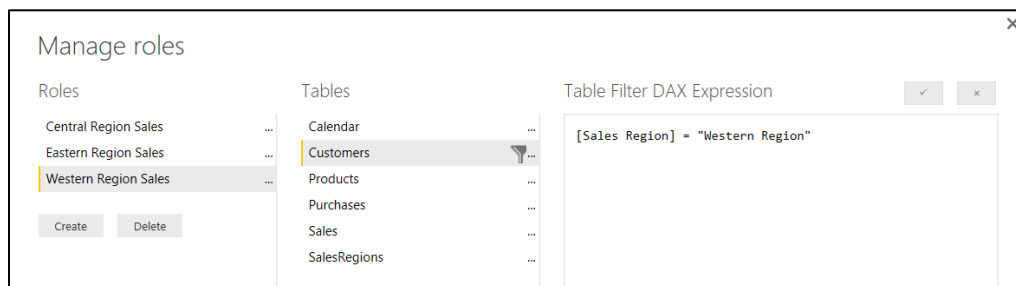 Manage roles
Roles
Central Region Sales ...
Eastern Region Sales ...
Western Region Sales ...
Create Delete
Tables
Calendar ...
Customers ...
Products ...
Purchases ...
Sales ...
SalesRegions ...
Table Filter DAX Expression
[Sales Region] = "Western Region"